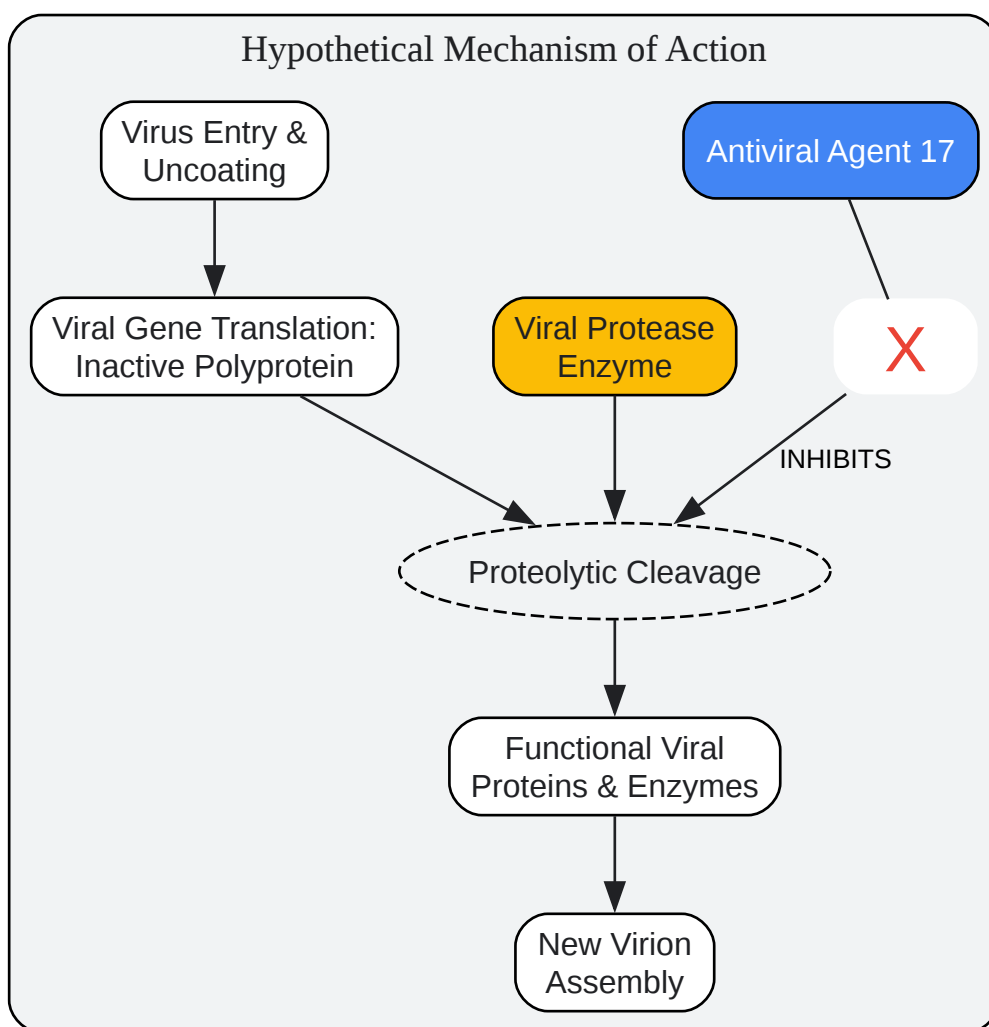 Hypothetical Mechanism of Action
Virus Entry &
Uncoating
Antiviral Agent 17
Viral Gene Translation:
Inactive Polyprotein
Viral Protease
Enzyme
X
INHIBITS
Proteolytic Cleavage
Functional Viral
Proteins & Enzymes
New Virion
Assembly